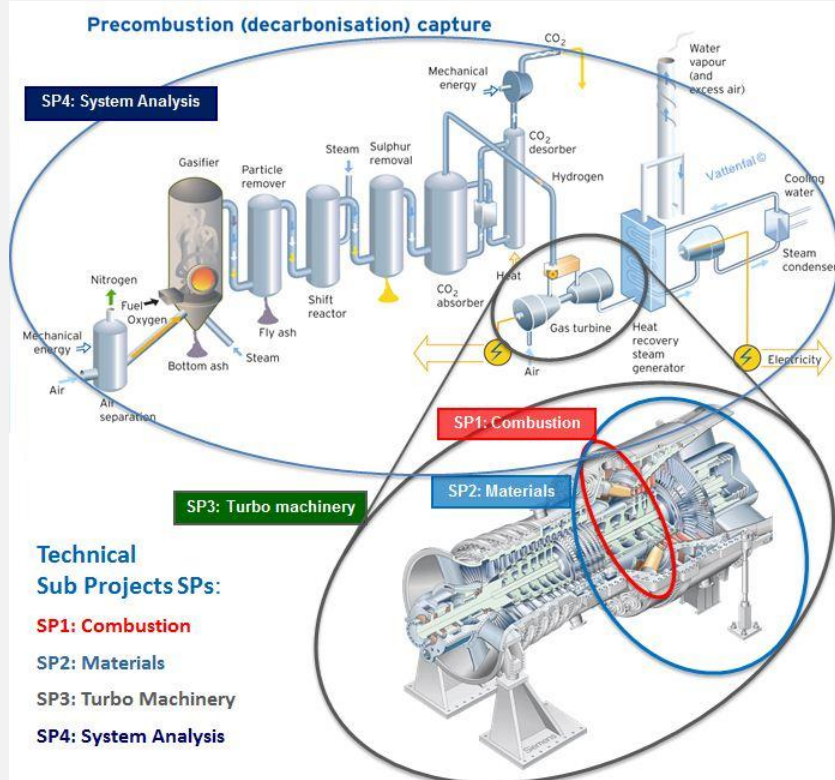 Precombustion (decarbonisation) capture
CO2
Mechanical
energy
Water
vapour
(and
excess air)
SP4: System Analysis
CO2
desorber
Gasifier
Particle
remover
Steam
Sulphur
removal
Hydrogen
Vattenfal ©
Cooling
water
Steam
condenser
Nitrogen
Fuel
Oxygen
Mechanical
energy
Air
Air
separation
Bottom ash
Steam
Fly ash
Shift
reactor
CO2
absorber
Heat
Gas turbine
Air
Heat
recovery
steam
generator
Electricity
SP1: Combustion
SP2: Materials
SP3: Turbo machinery
Technical
Sub Projects SPs:
SP1: Combustion
SP2: Materials
SP3: Turbo Machinery
SP4: System Analysis
Siemens